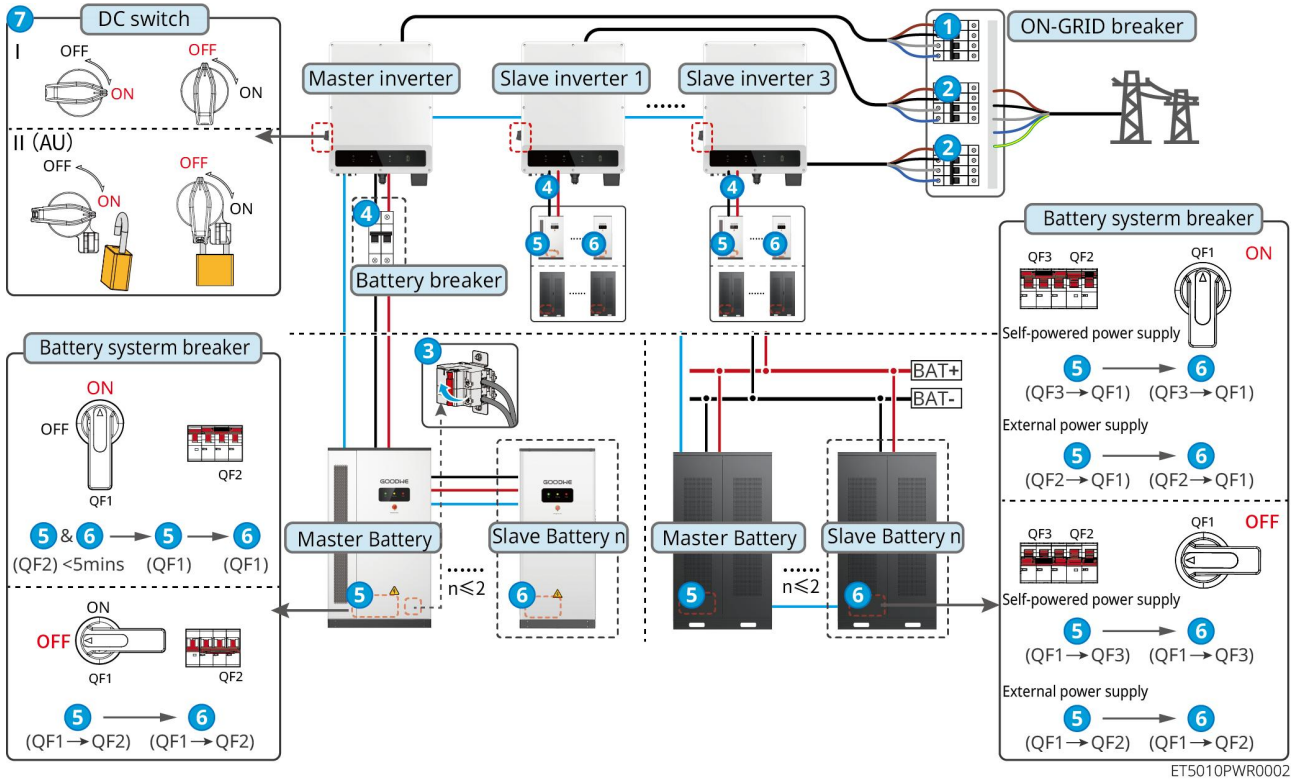 7
DC switch
I
OFF
ON
OFF
ON
II (AU)
OFF
ON
OFF
ON
Master inverter
Slave inverter 1
Slave inverter 3
......
1
2
2
ON-GRID breaker
4
Battery breaker
4
5
......
6
......
4
5
......
6
......
Battery systerm breaker
ON
OFF
QF1
QF2
5 & 6 → 5 → 6
(QF2) <5mins (QF1) (QF1)
ON
OFF
QF1
QF2
5 → 6
(QF1→QF2) (QF1→QF2)
3
GOODWE
GOODWE
Master Battery
Slave Battery n
......
n⩽2
5
6
BAT+
BAT-
Master Battery
Slave Battery n
......
n⩽2
5
6
Battery systerm breaker
QF3 QF2
QF1
ON
Self-powered power supply
5 → 6
(QF3→QF1) (QF3→QF1)
External power supply
5 → 6
(QF2→QF1) (QF2→QF1)
QF3 QF2
QF1
OFF
Self-powered power supply
5 → 6
(QF1→QF3) (QF1→QF3)
External power supply
5 → 6
(QF1→QF2) (QF1→QF2)
ET5010PWR0002